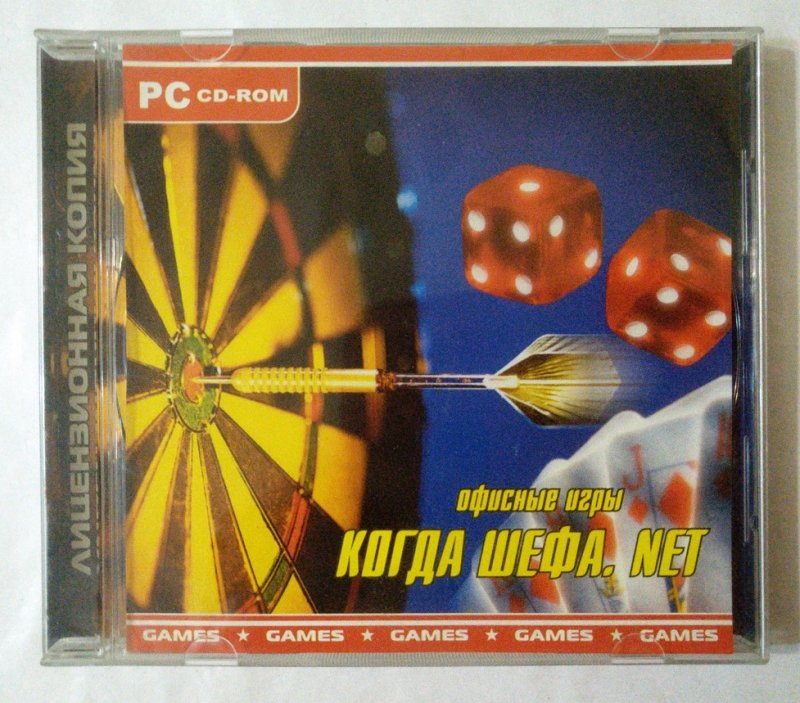 PC CD-ROM
ЛИЦЕНЗИОННАЯ КОПИЯ
J
офисные игры
КОГДА ШЕФА. NET
GAMES ★ GAMES ★ GAMES ★ GAMES ★ GAMES